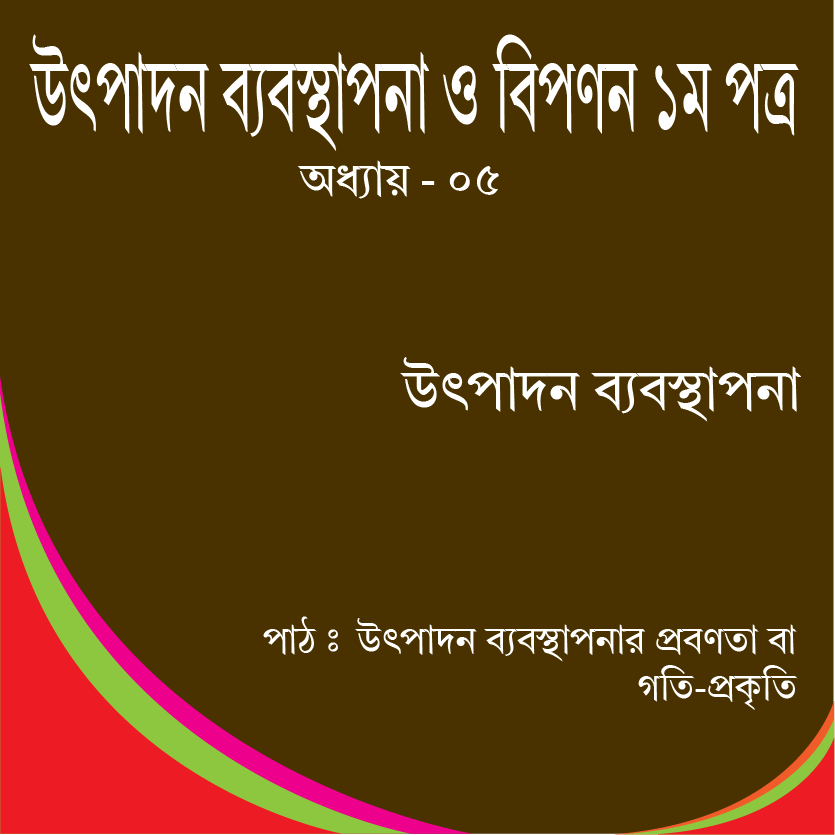 উৎপাদন ব্যবস্থাপনা ও বিপণন ১ম পত্র
অধ্যায় - ০৫
উৎপাদন ব্যবস্থাপনা
পাঠ ঃ উৎপাদন ব্যবস্থাপনার প্রবণতা বা
গতি-প্রকৃতি